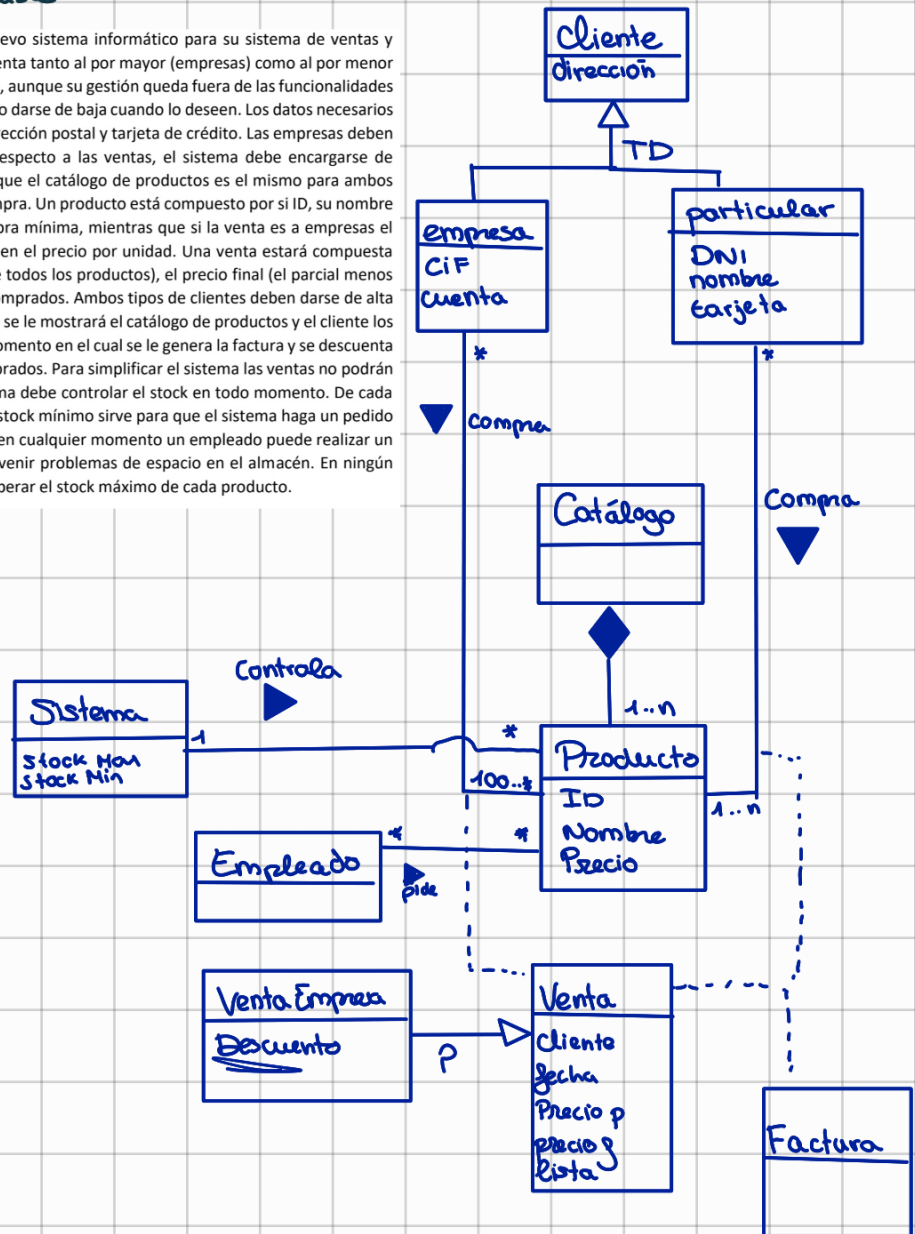 evo sistema informático para su sistema de ventas y
enta tanto al por mayor (empresas) como al por menor
, aunque su gestión queda fuera de las funcionalidades
o darse de baja cuando lo deseen. Los datos necesarios
rección postal y tarjeta de crédito. Las empresas deben
especto a las ventas, el sistema debe encargarse de
que el catálogo de productos es el mismo para ambos
mpra. Un producto está compuesto por si ID, su nombre
ora mínima, mientras que si la venta es a empresas el
en el precio por unidad. Una venta estará compuesta
e todos los productos), el precio final (el parcial menos
omprados. Ambos tipos de clientes deben darse de alta
se le mostrará el catálogo de productos y el cliente los
omento en el cual se le genera la factura y se descuenta
orados. Para simplificar el sistema las ventas no podrán
ma debe controlar el stock en todo momento. De cada
stock mínimo sirve para que el sistema haga un pedido
en cualquier momento un empleado puede realizar un
venir problemas de espacio en el almacén. En ningún
perar el stock máximo de cada producto.
Cliente
dirección
TD
empresa
CiF
cuenta
particular
DNI
nombre
tarjeta
*
*
Compra
Compra
Catálogo
1..n
Controla
Sistema
Stock Max
Stock Min
1
*
Producto
ID
Nombre
Precio
100..*
1..n
Empleado
*
*
pide
Venta Empresa
Descuento
P
Venta
Cliente
fecha
Precio p
precio f
lista
Factura